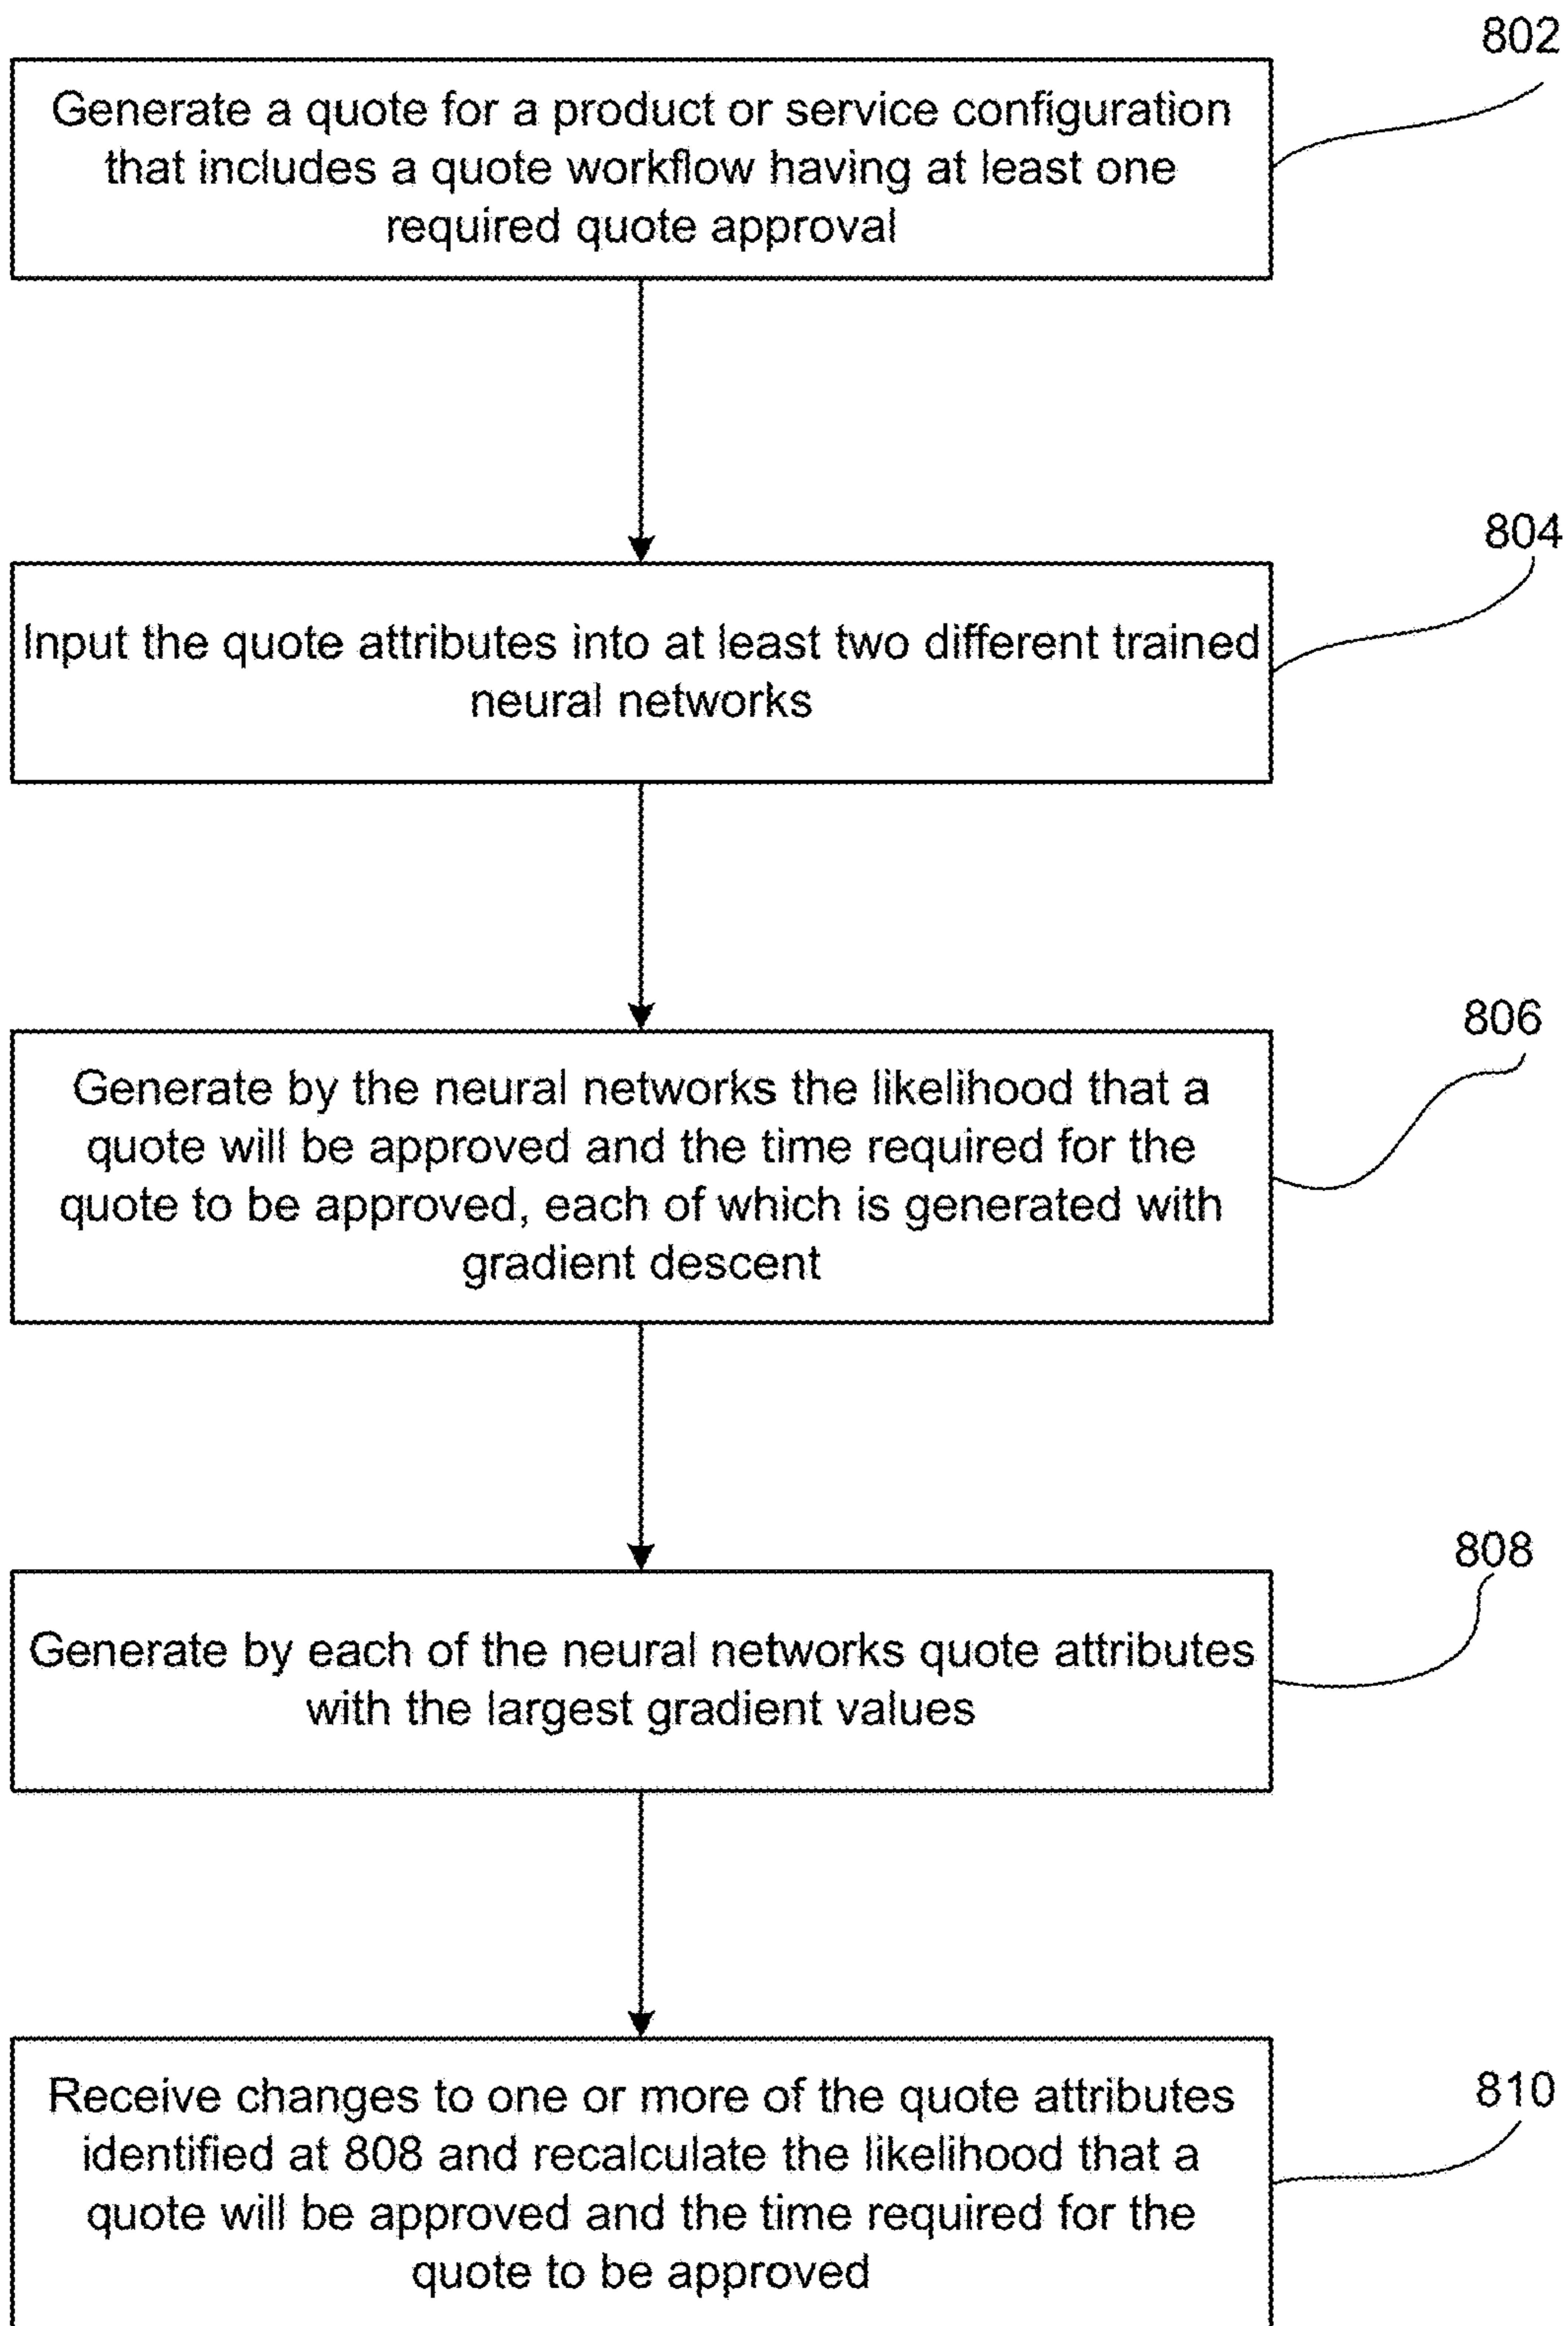 802
Generate a quote for a product or service configuration
that includes a quote workflow having at least one
required quote approval
804
Input the quote attributes into at least two different trained
neural networks
806
Generate by the neural networks the likelihood that a
quote will be approved and the time required for the
quote to be approved, each of which is generated with
gradient descent
808
Generate by each of the neural networks quote attributes
with the largest gradient values
810
Receive changes to one or more of the quote attributes
identified at 808 and recalculate the likelihood that a
quote will be approved and the time required for the
quote to be approved